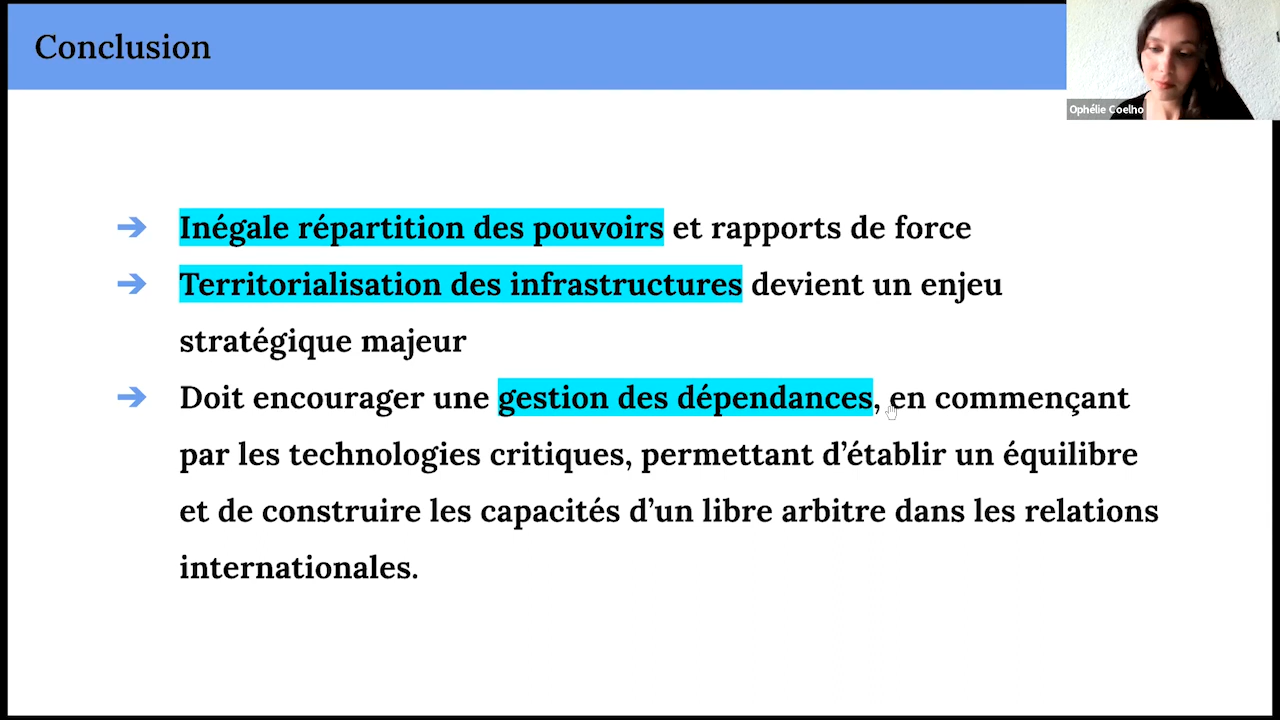 Conclusion
Ophélie Coelho
➔ Inégale répartition des pouvoirs et rapports de force
➔ Territorialisation des infrastructures devient un enjeu
stratégique majeur
➔ Doit encourager une gestion des dépendances, en commençant
par les technologies critiques, permettant d’établir un équilibre
et de construire les capacités d’un libre arbitre dans les relations
internationales.